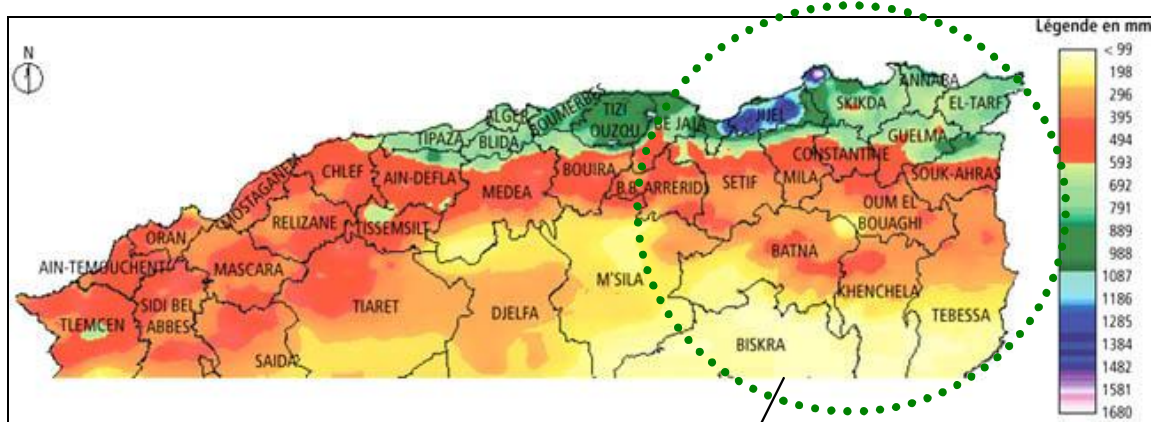 Légende en mm
< 99
198
296
395
494
593
692
791
889
988
1087
1186
1285
1384
1482
1581
1680
N
ANNABA
SKIKDA
EL-TARF
BOUMERBES
ALGER
TIZI
OUZOU
BEJAIA
JIJEL
TIPAZA
BLIDA
GUELMA
CONSTANTINE
CHLEF
AIN-DEFLA
MEDEA
BOUIRA
B.B.ARRERIDJ
SETIF
MILA
SOUK-AHRAS
MOSTAGANEM
OUM EL
BOUAGHI
RELIZANE
TISSEMSILT
ORAN
AIN-TEMOUCHENT
MASCARA
BATNA
M'SILA
KHENCHELA
SIDI BEL
ABBES
TIARET
DJELFA
TEBESSA
TLEMCEN
SAIDA
BISKRA